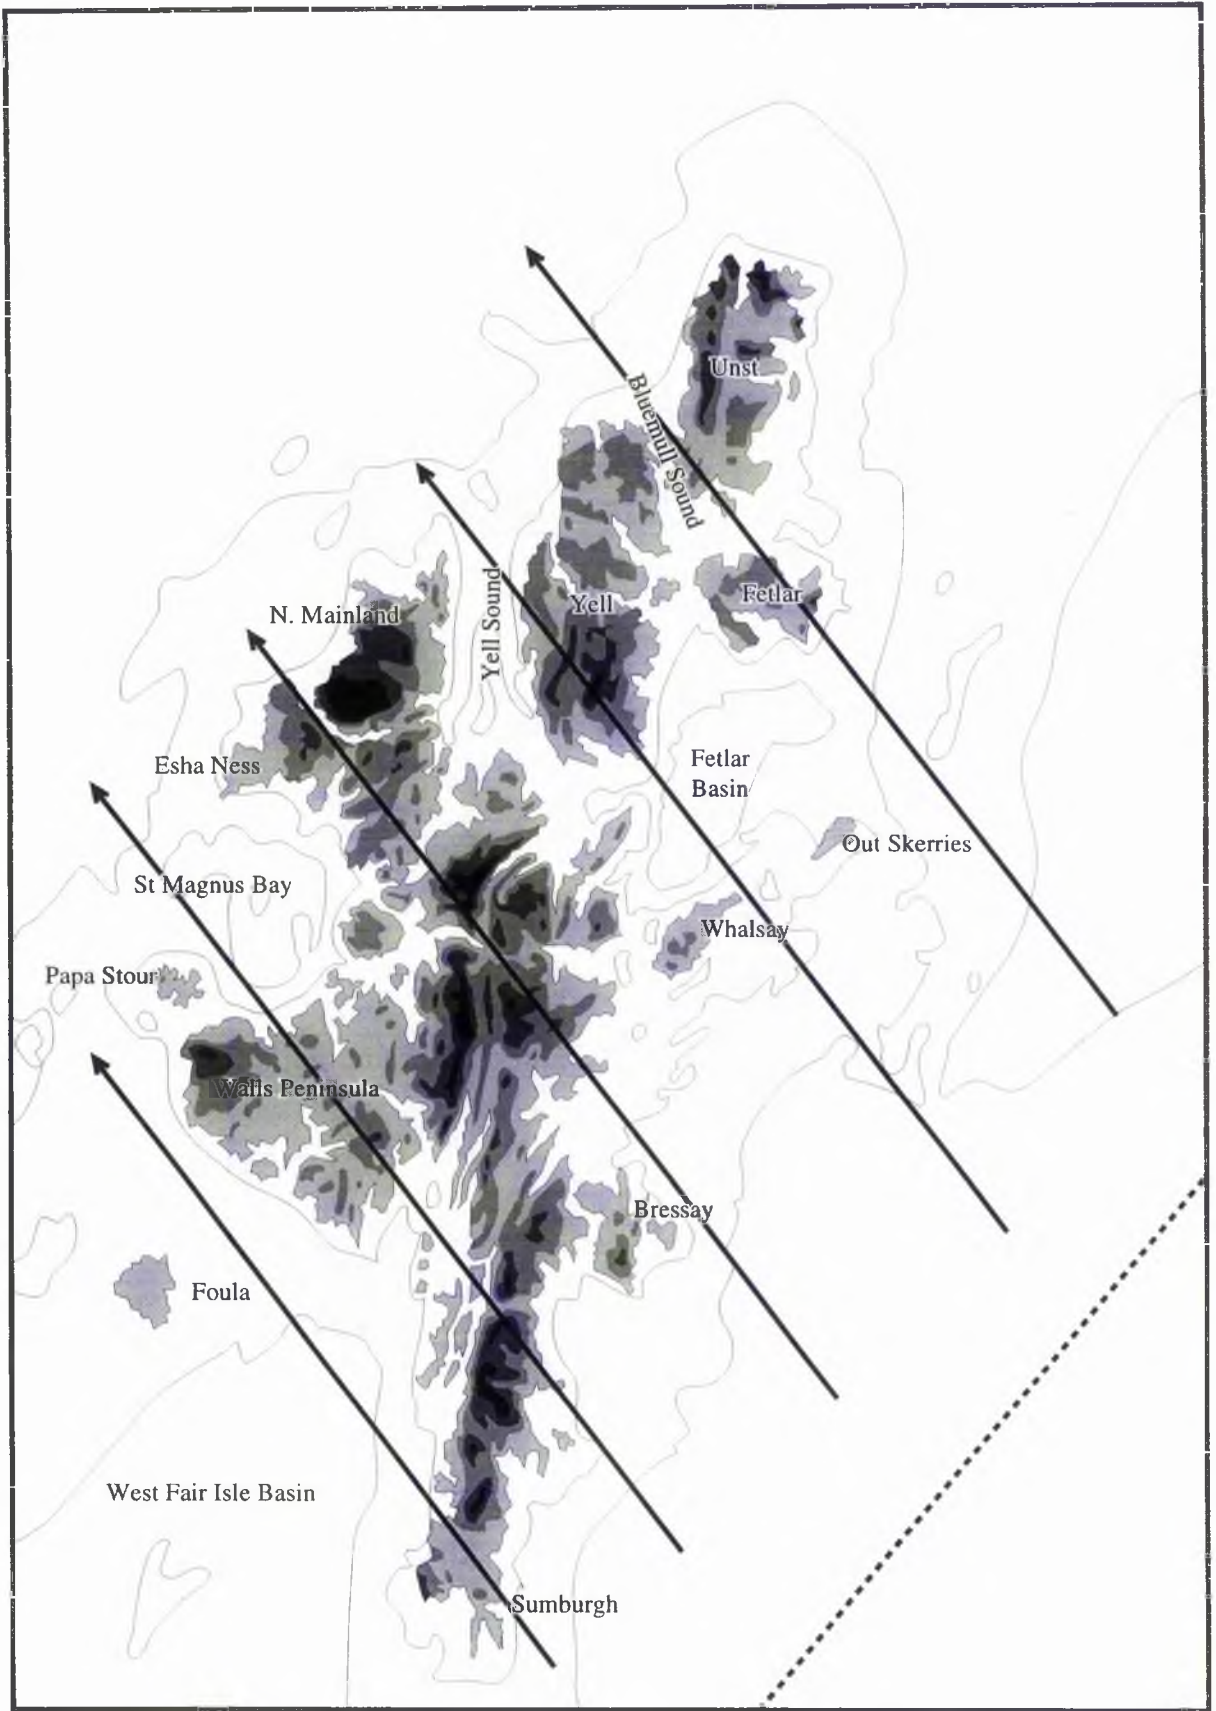 Unst
Bluemull Sound
Fetlar
Yell
Yell Sound
N. Mainland
Esha Ness
Fetlar
Basin
Out Skerries
St Magnus Bay
Whalsay
Papa Stour
Walls Peninsula
Bressay
Foula
West Fair Isle Basin
Sumburgh